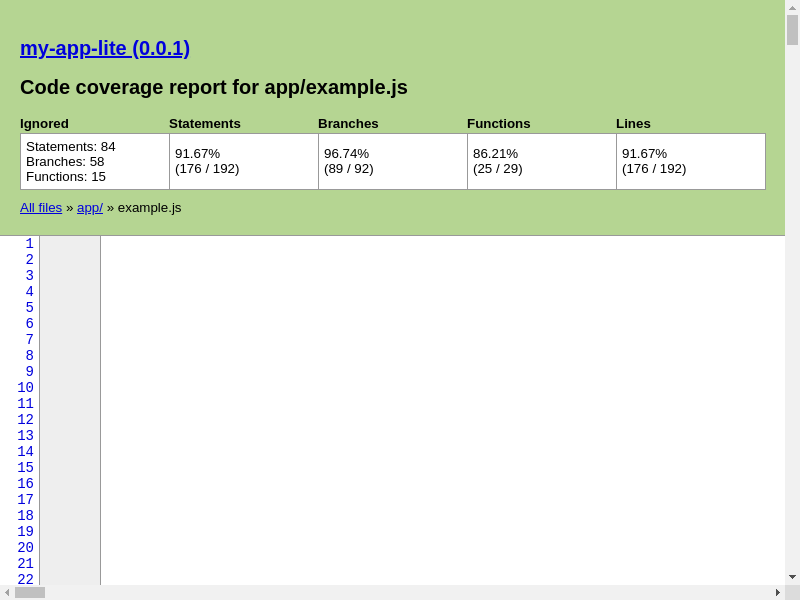 my-app-lite (0.0.1)
Code coverage report for app/example.js
Ignored Statements Branches Functions Lines
Statements: 84
Branches: 58
Functions: 15
91.67%
(176 / 192)
96.74%
(89 / 92)
86.21%
(25 / 29)
91.67%
(176 / 192)
All files » app/ » example.js
1
2
3
4
5
6
7
8
9
10
11
12
13
14
15
16
17
18
19
20
21
22